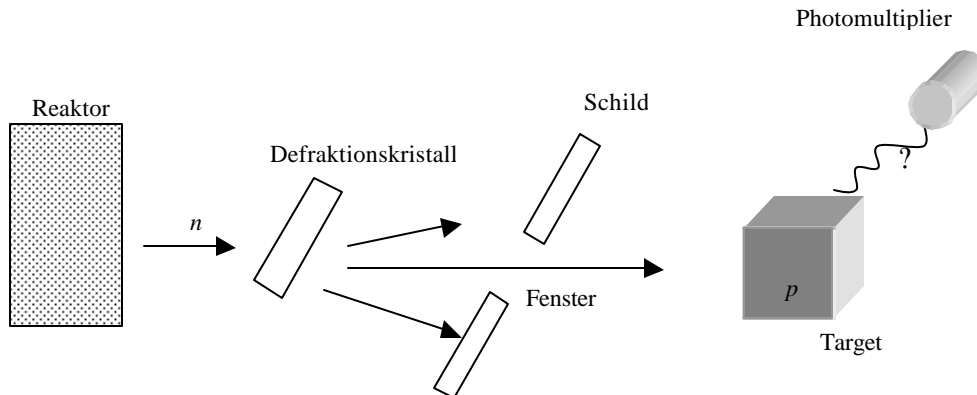 Photomultiplier
Schild
Reaktor
Defraktionskristall
?
n
Fenster
p
Target